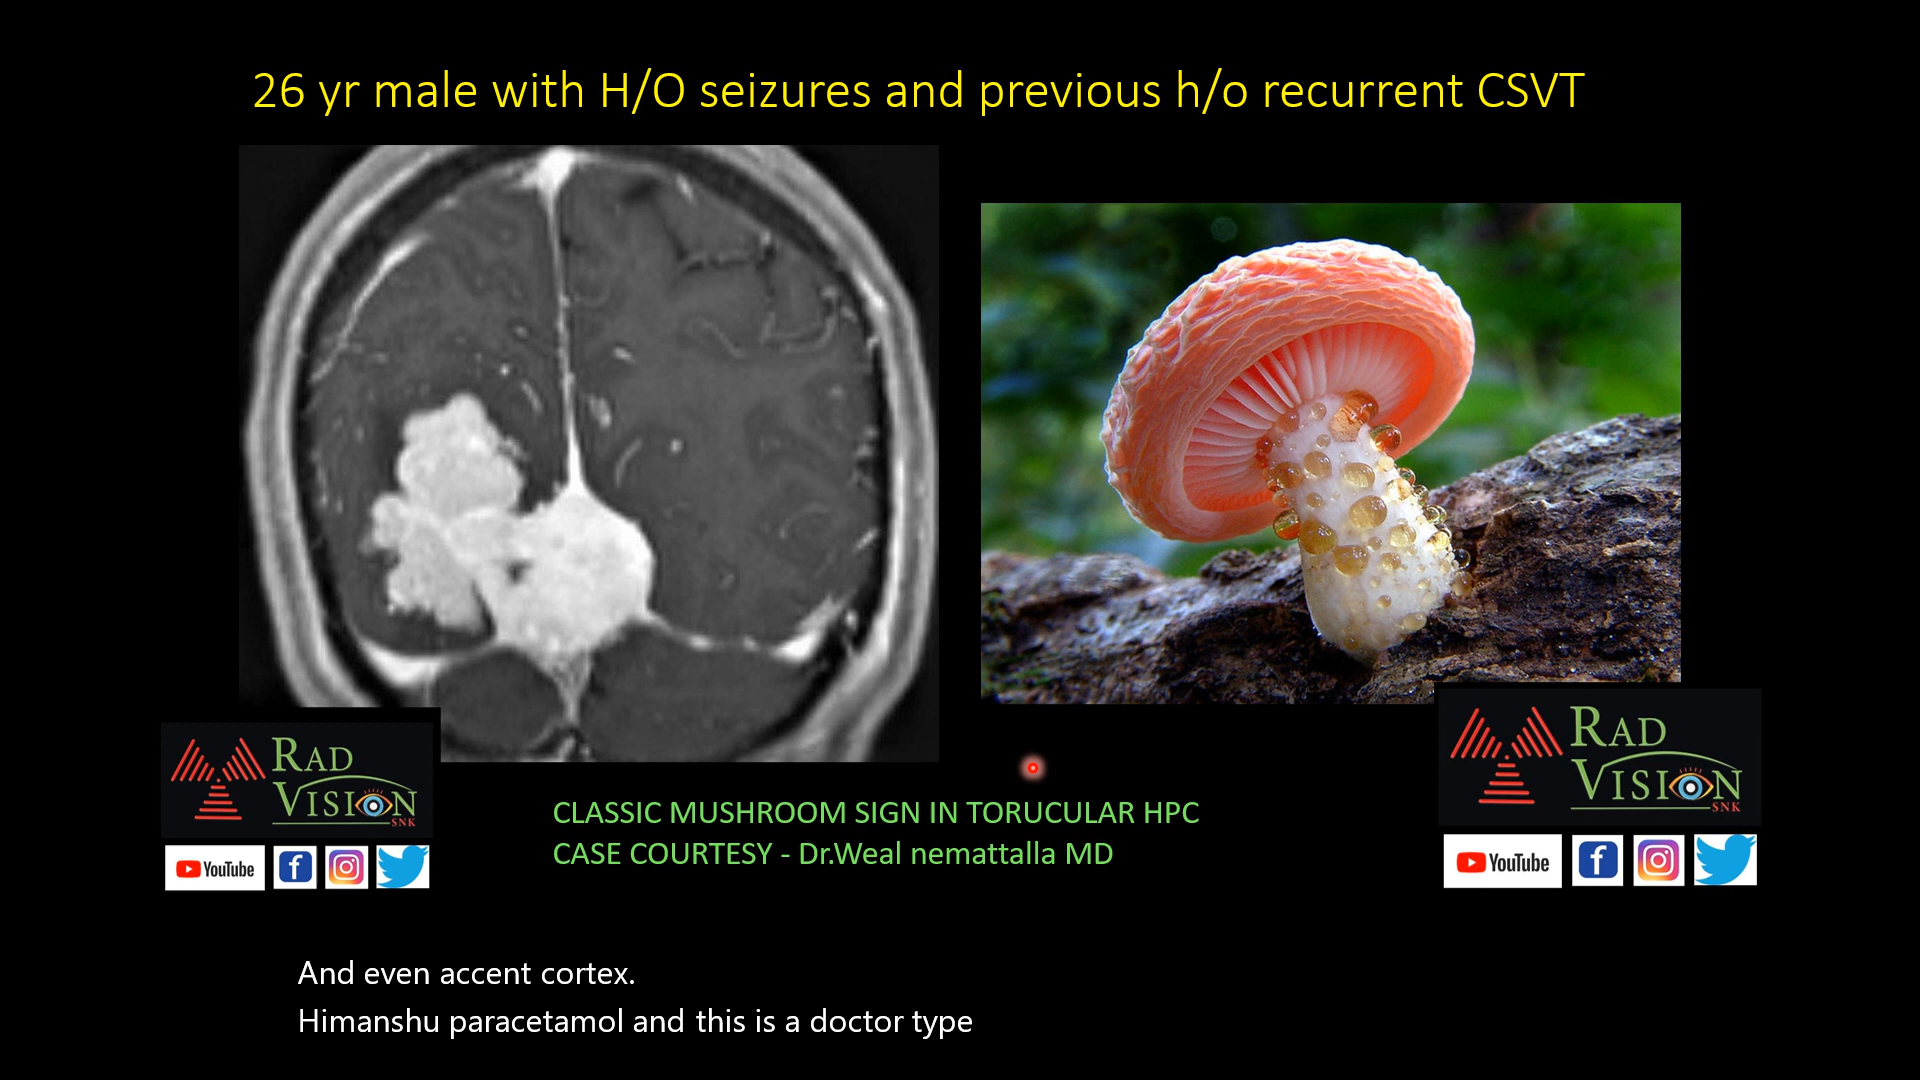 26 yr male with H/O seizures and previous h/o recurrent CSVT
RAD
VISION
SNK
YouTube
RAD
VISION
SNK
YouTube
CLASSIC MUSHROOM SIGN IN TORUCULAR HPC
CASE COURTESY - Dr.Weal nemattalla MD
And even accent cortex.
Himanshu paracetamol and this is a doctor type